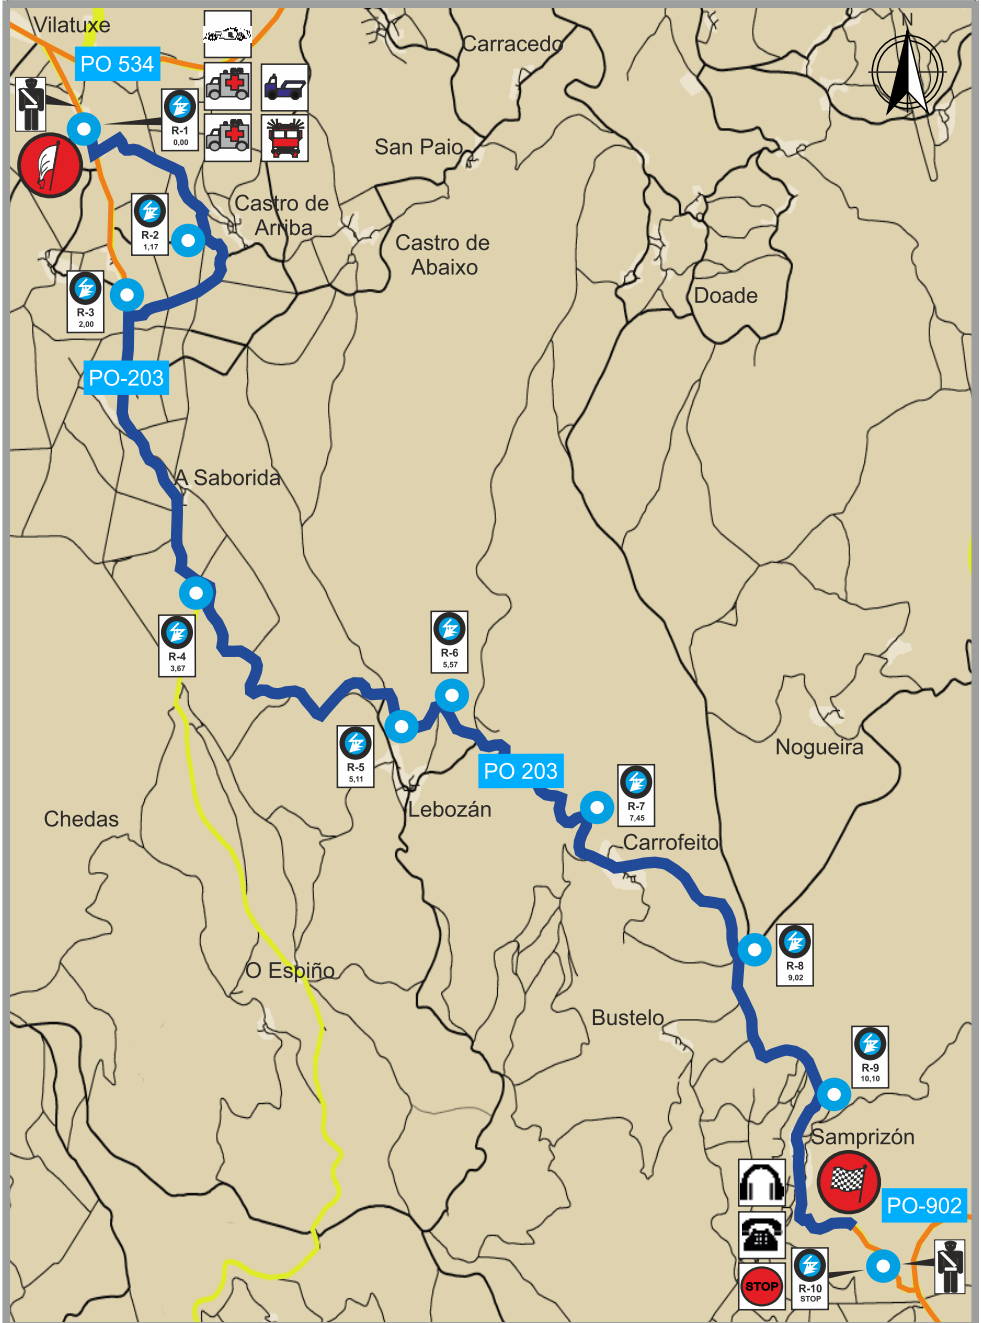 Vilatuxe
N
Carracedo
PO 534
R-1
0,00
San Paio
Castro de
Arriba
R-2
1,17
Castro de
Abaixo
Doade
R-3
2,00
PO-203
A Saborida
R-4
3,67
R-6
5,57
Nogueira
R-5
5,11
PO 203
R-7
7,45
Lebozán
Chedas
Carrofeito
R-8
9,02
O Espiño
Bustelo
R-9
10,10
Samprizón
PO-902
STOP
R-10
STOP